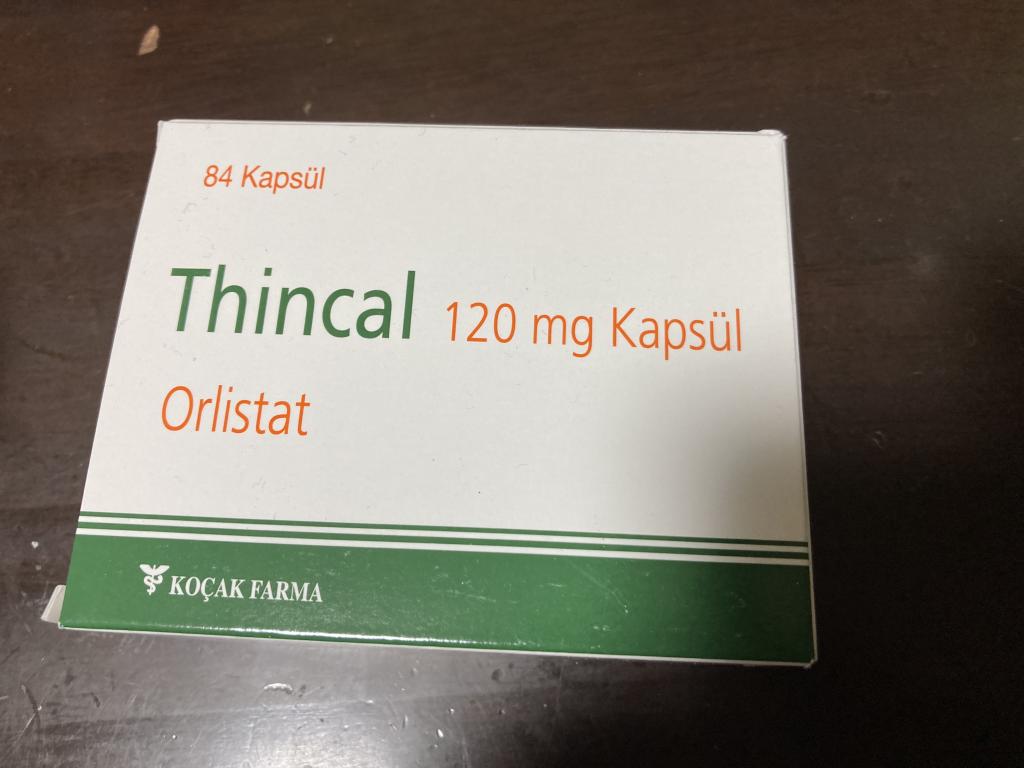 84 Kapsül
Thincal 120 mg Kapsül
Orlistat
KOÇAK FARMA